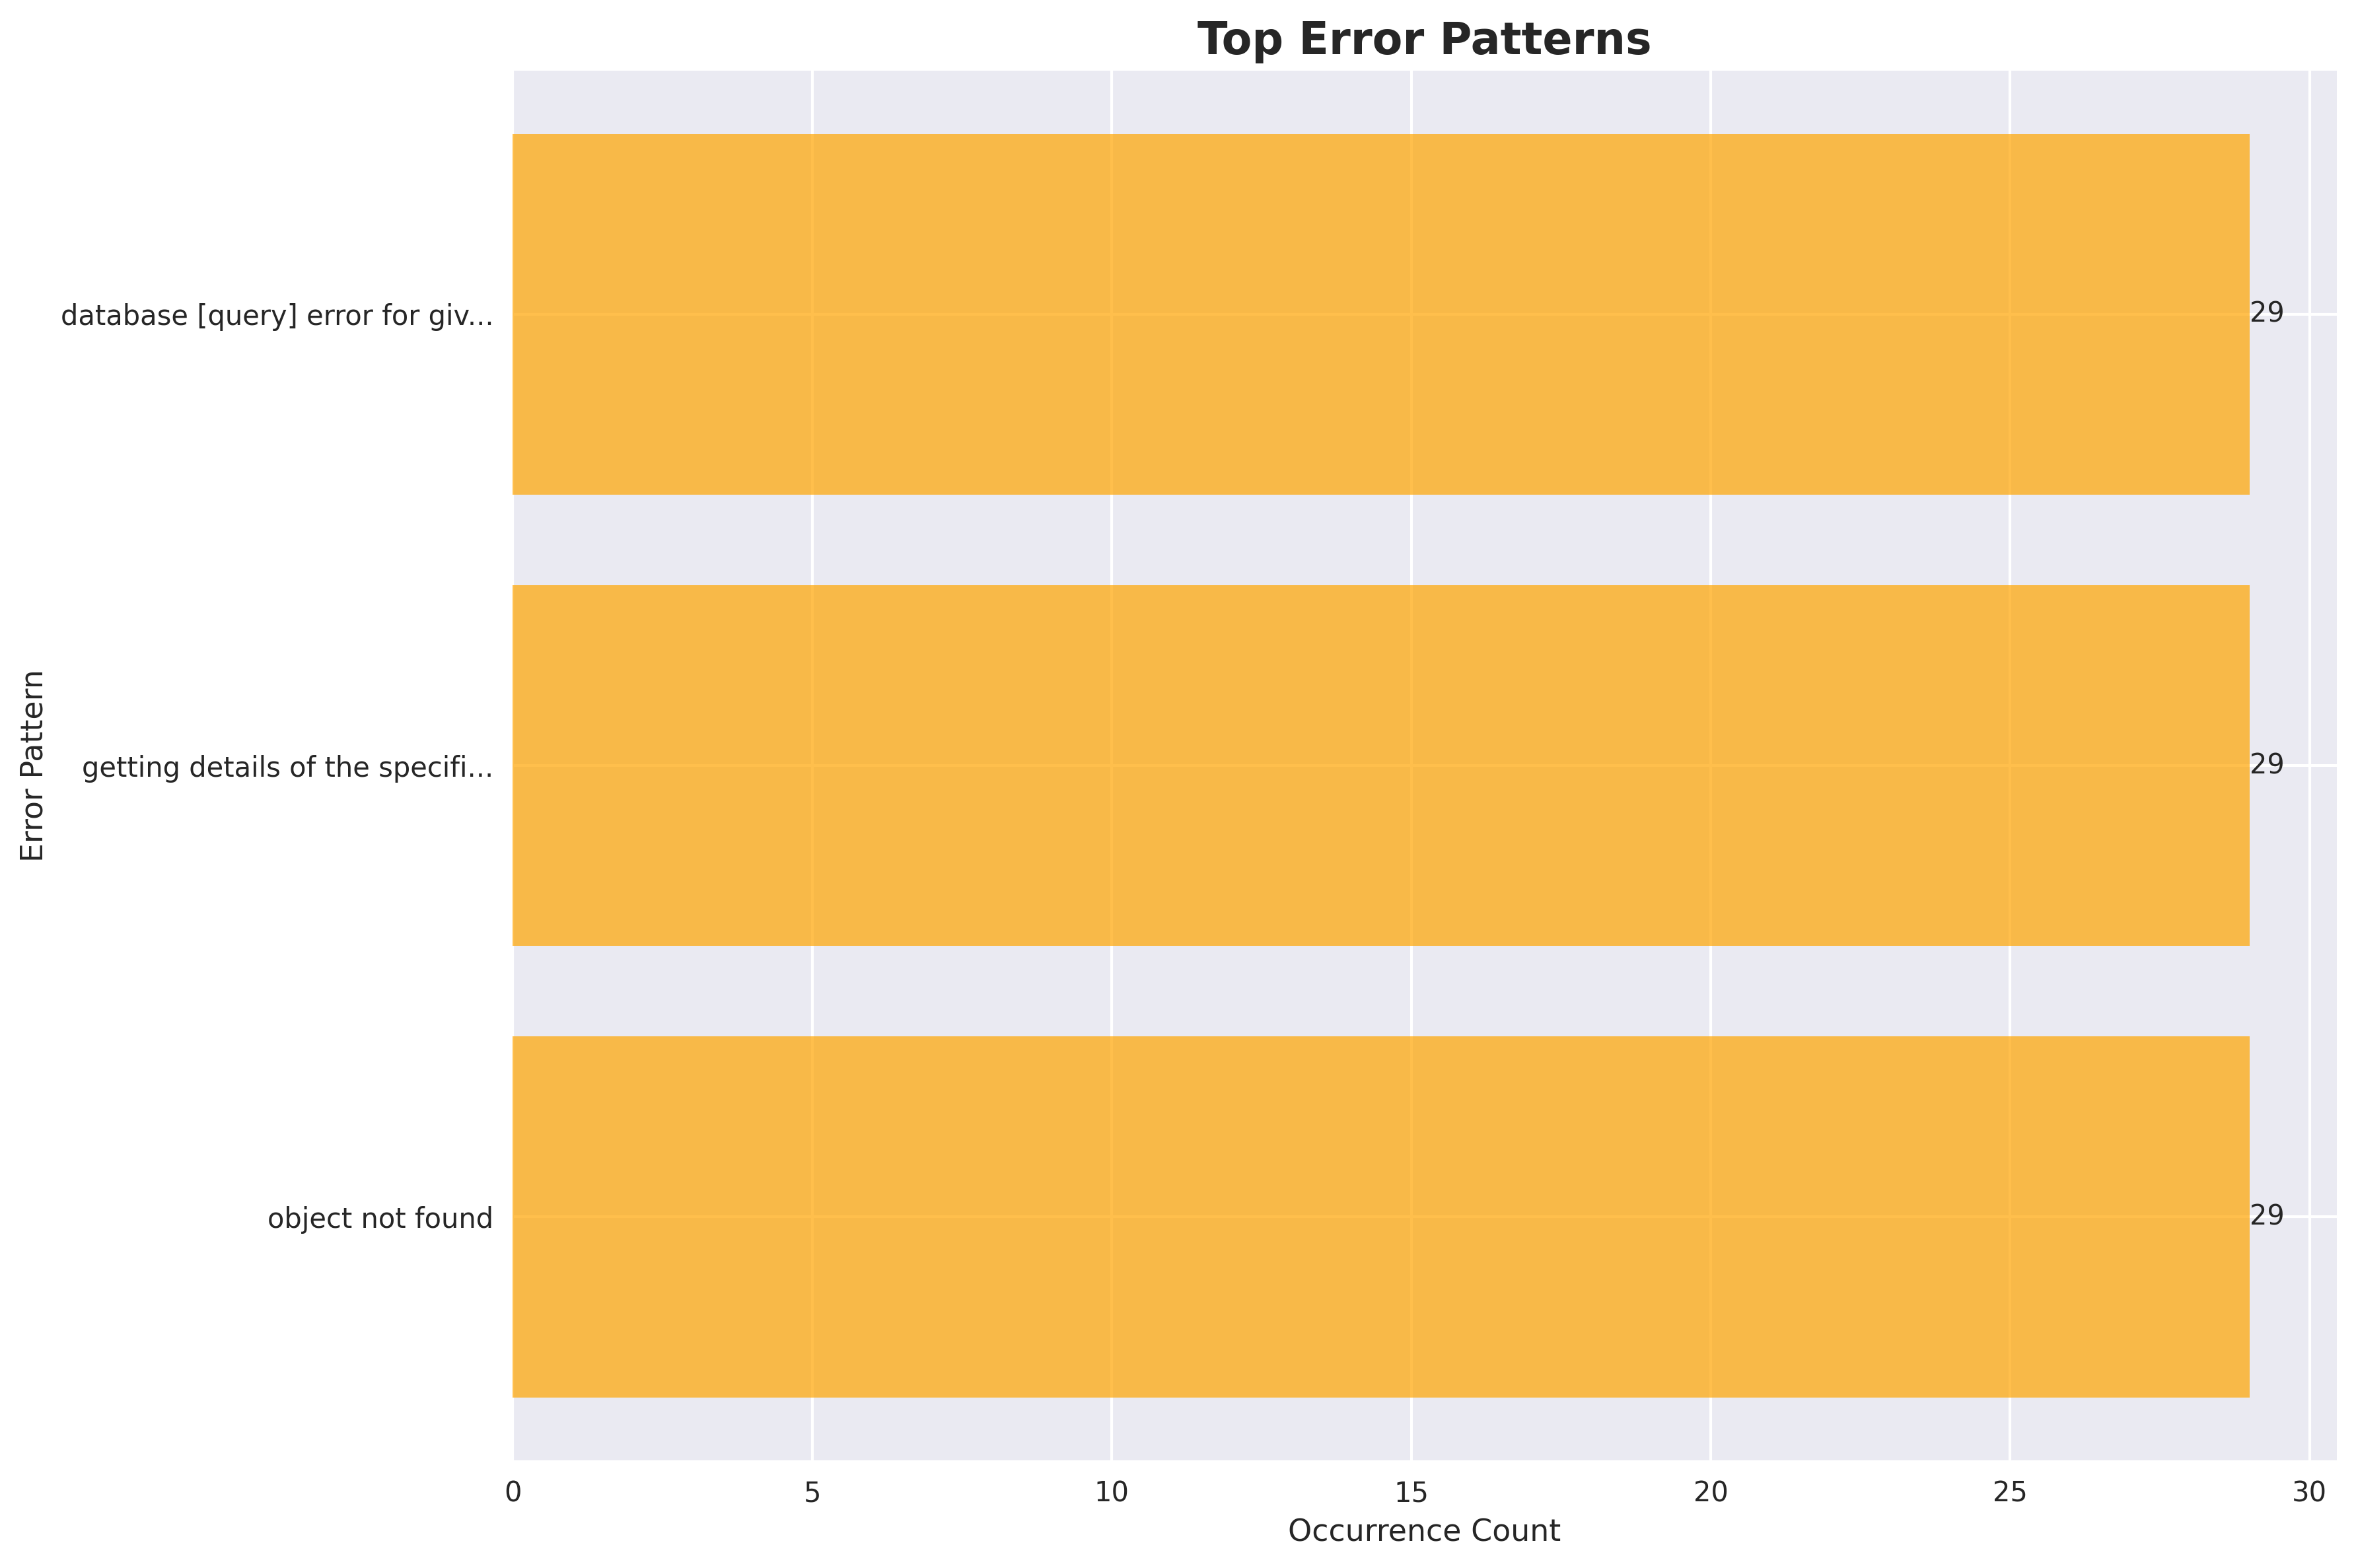 Top Error Patterns
database [query] error for giv...
29
getting details of the specifi...
29
object not found
29
Error Pattern
0 5 10 15 20 25 30
Occurrence Count